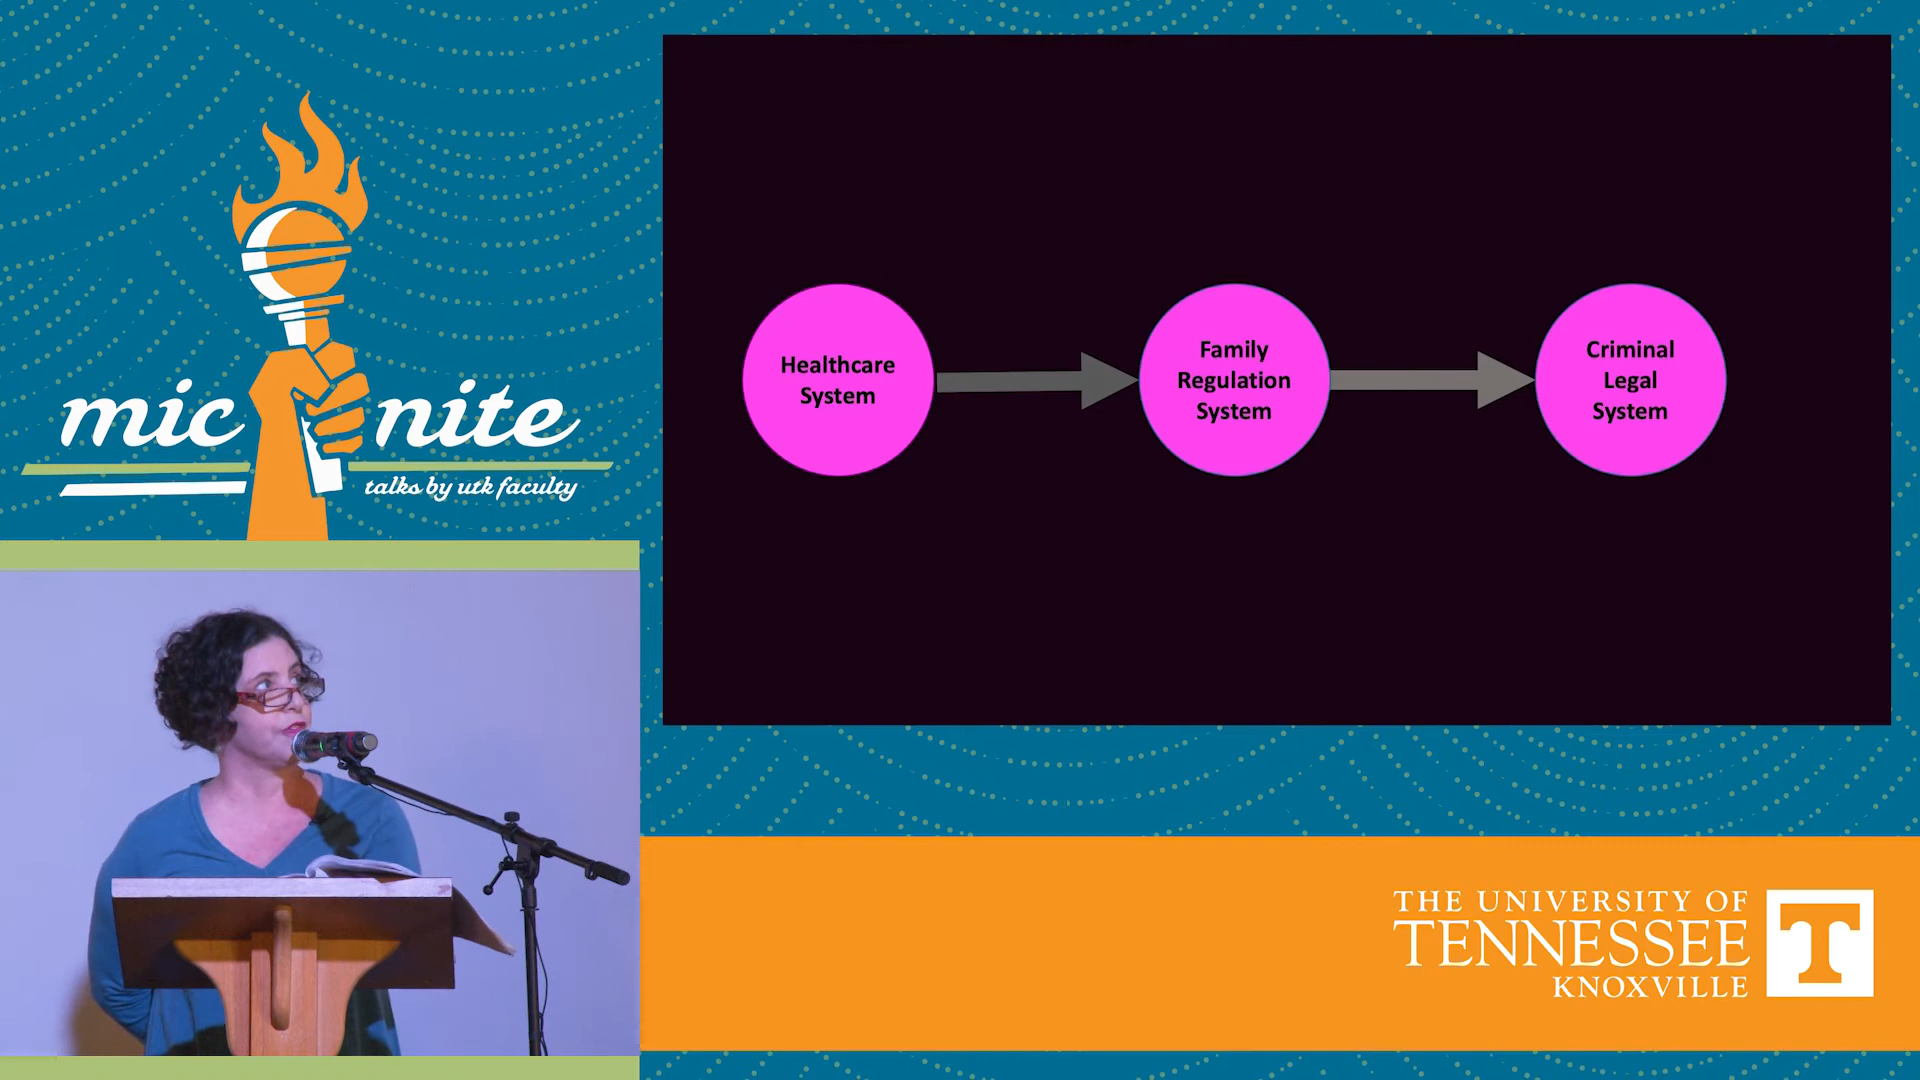 mic nite
talks by utk faculty
Healthcare
System
Family
Regulation
System
Criminal
Legal
System
THE UNIVERSITY OF
TENNESSEE
KNOXVILLE
T